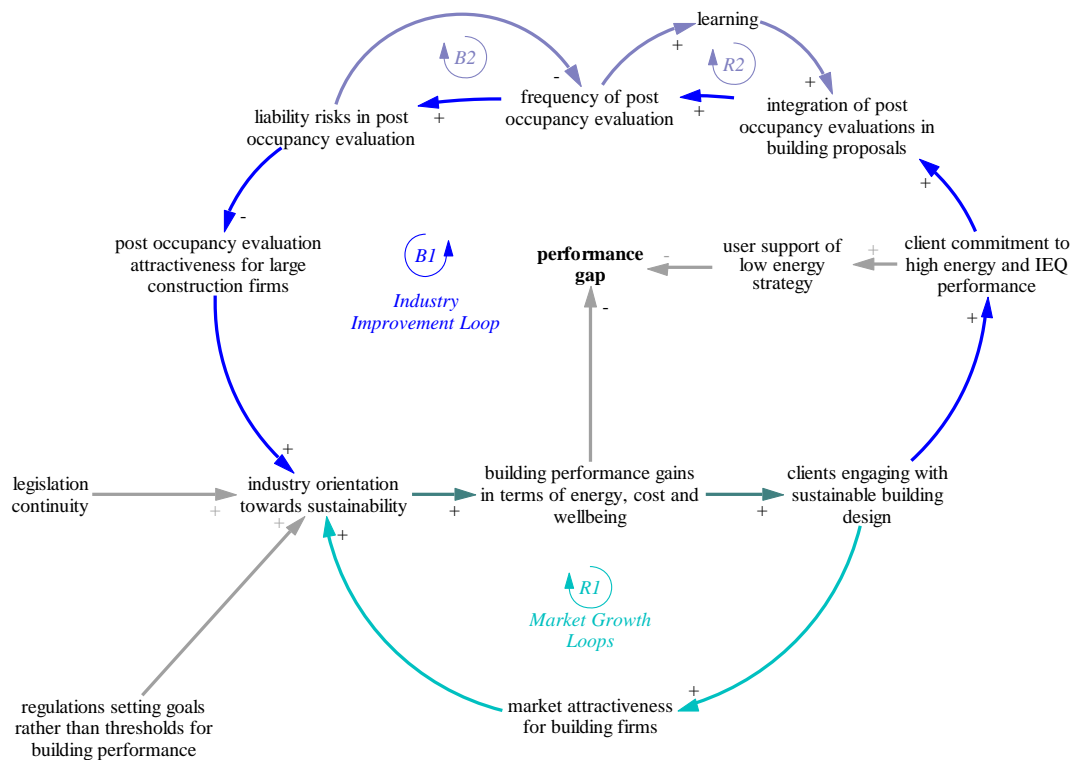 learning
+
+
B2
R2
-
frequency of post
occupancy evaluation
+
+
integration of post
occupancy evaluations in
building proposals
liability risks in post
occupancy evaluation
+
-
post occupancy evaluation
attractiveness for large
construction firms
B1
Industry
Improvement Loop
performance
gap
-
-
user support of
low energy
strategy
+
client commitment to
high energy and IEQ
performance
+
+
legislation
continuity
+
+
+
+
industry orientation
towards sustainability
+
building performance gains
in terms of energy, cost and
wellbeing
+
clients engaging with
sustainable building
design
R1
Market Growth
Loops
+
market attractiveness
for building firms
regulations setting goals
rather than thresholds for
building performance